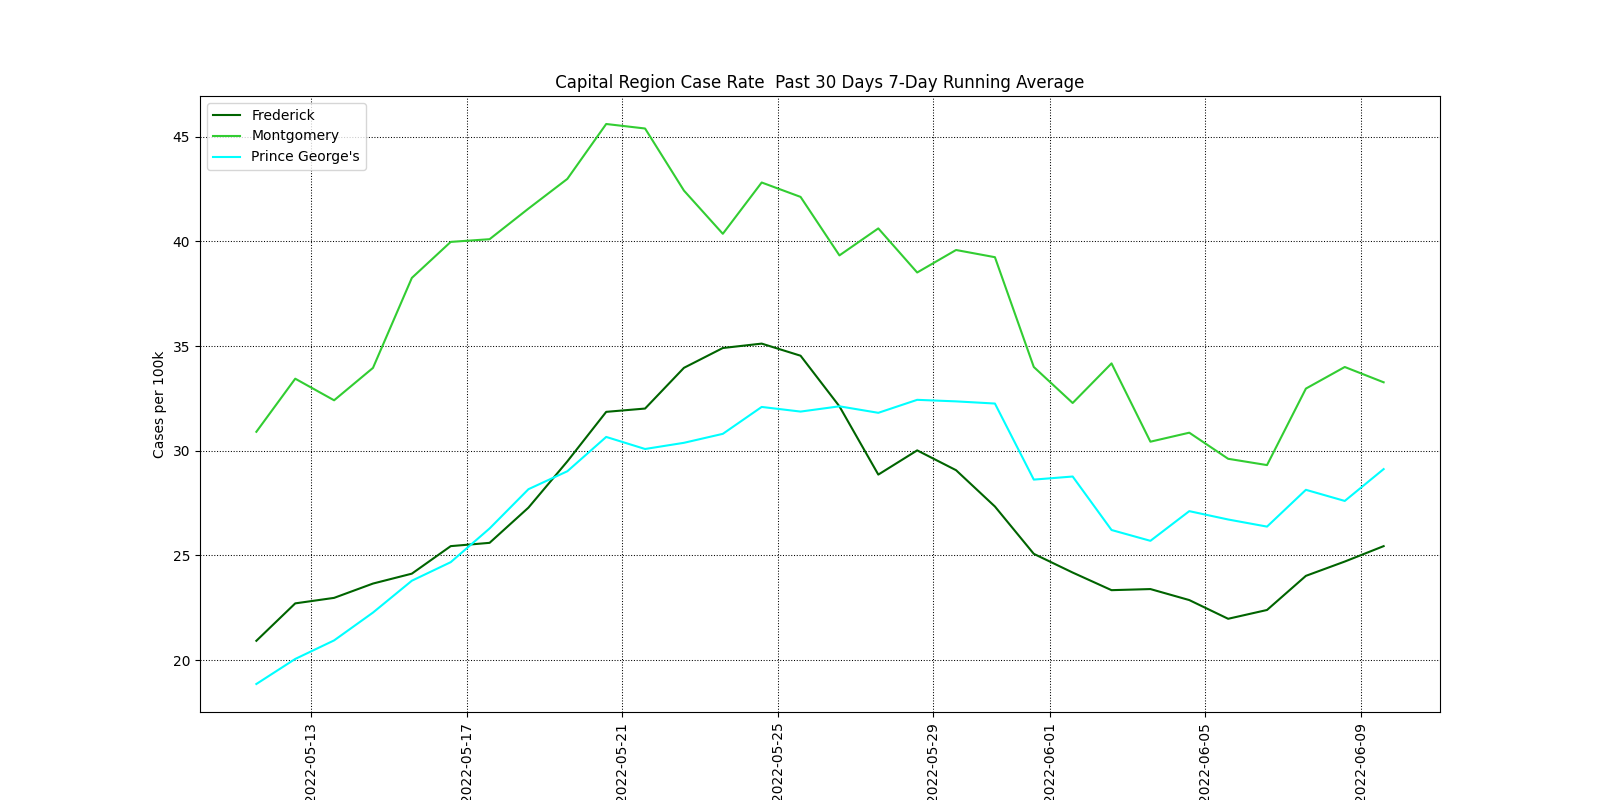 Capital Region Case Rate  Past 30 Days 7-Day Running Average
Frederick
Montgomery
Prince George's
Cases per 100k
45
40
35
30
25
20
2022-05-13
2022-05-17
2022-05-21
2022-05-25
2022-05-29
2022-06-01
2022-06-05
2022-06-09